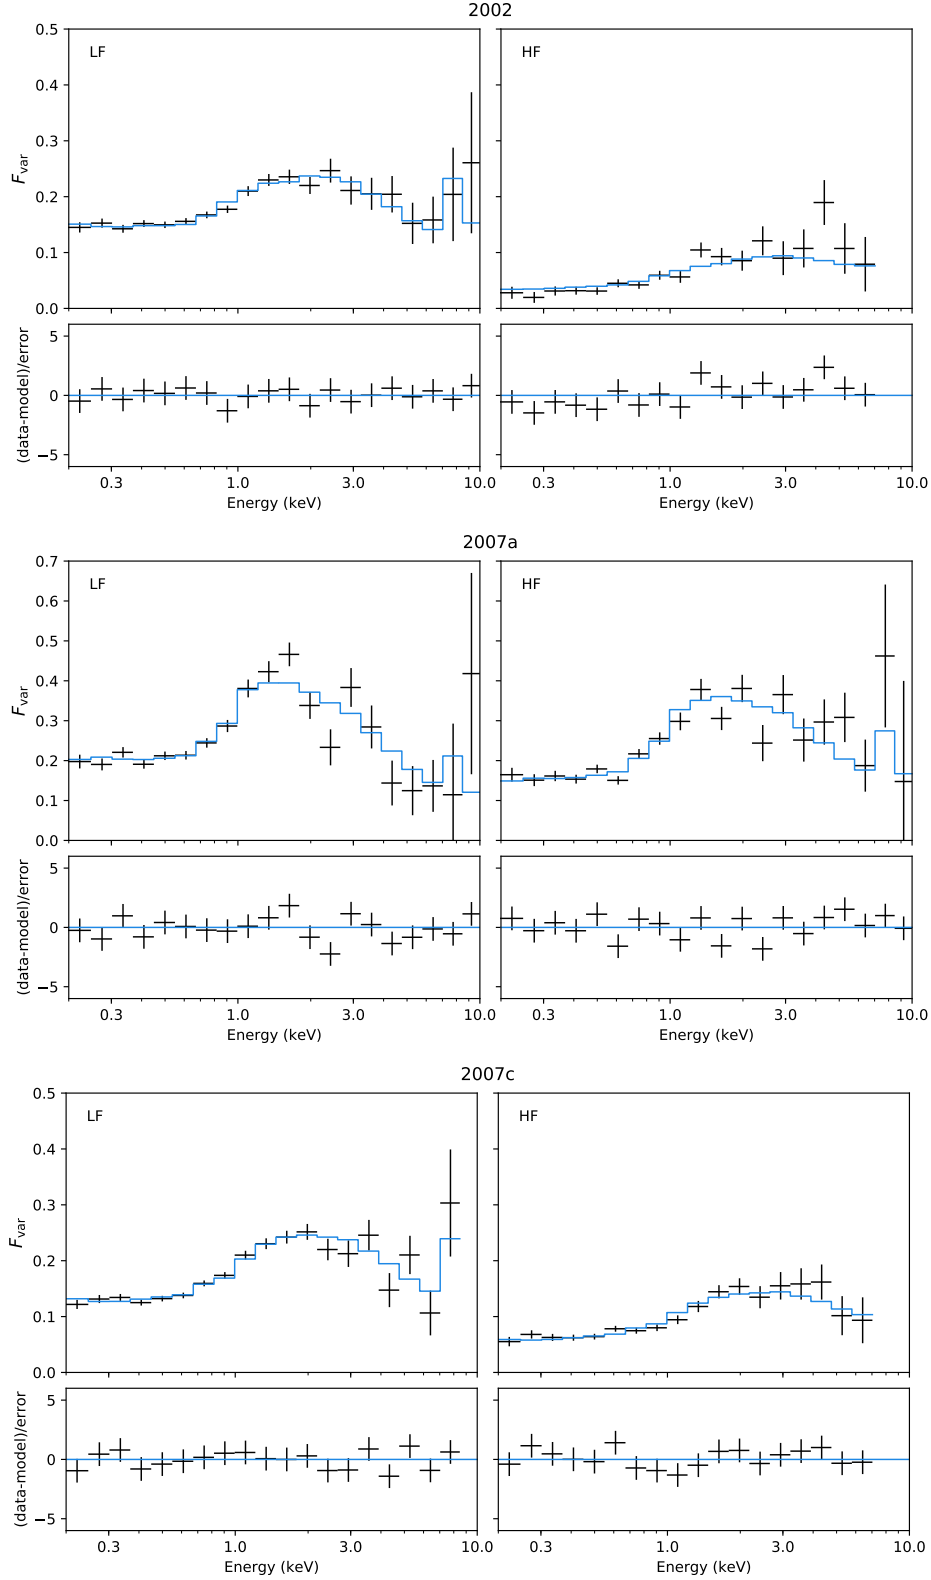 2002
LF
HF
0.5
0.4
0.3
0.2
0.1
0.0
Fvar
5
0
−5
(data-model)/error
0.3 1.0 3.0 10.0
0.3 1.0 3.0 10.0
Energy (keV)
Energy (keV)
2007a
LF
HF
0.7
0.6
0.5
0.4
0.3
0.2
0.1
0.0
Fvar
5
0
−5
(data-model)/error
0.3 1.0 3.0 10.0
0.3 1.0 3.0 10.0
Energy (keV)
Energy (keV)
2007c
LF
HF
0.5
0.4
0.3
0.2
0.1
0.0
Fvar
5
0
−5
(data-model)/error
0.3 1.0 3.0 10.0
0.3 1.0 3.0 10.0
Energy (keV)
Energy (keV)